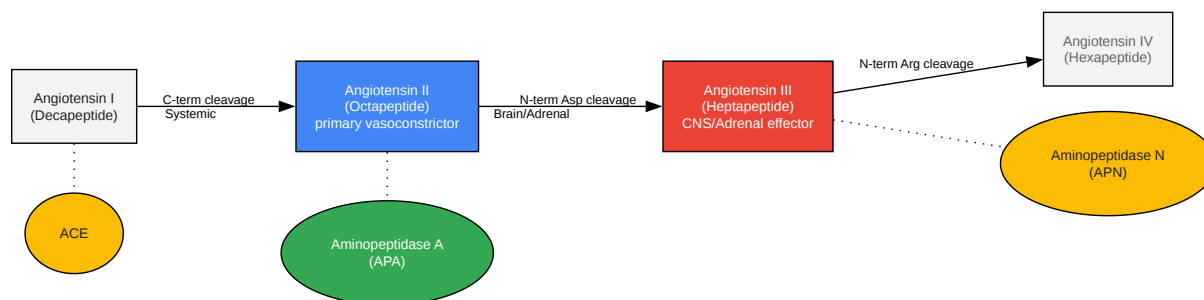 Angiotensin I
(Decapeptide)
C-term cleavage
Systemic
Angiotensin II
(Octapeptide)
primary vasoconstrictor
N-term Asp cleavage
Brain/Adrenal
Angiotensin III
(Heptapeptide)
CNS/Adrenal effector
N-term Arg cleavage
Angiotensin IV
(Hexapeptide)
ACE
Aminopeptidase A
(APA)
Aminopeptidase N
(APN)